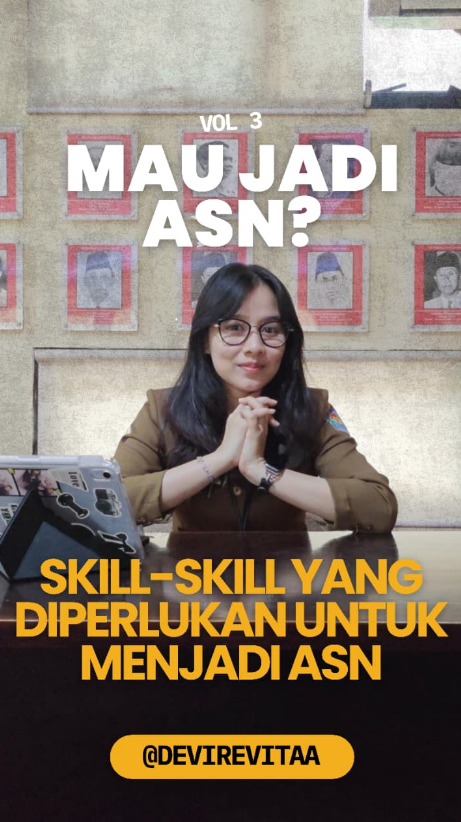 VOL 3
MAU JADI
ASN?
SKILL-SKILL YANG
DIPERLUKAN UNTUK
MENJADI ASN
@DEVIREVITAA